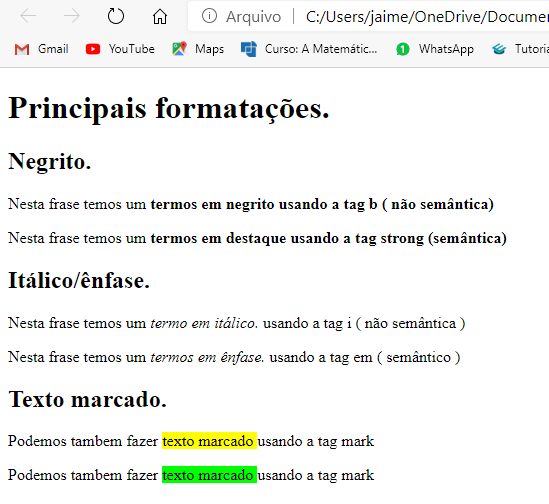 Arquivo | C:/Users/jaime/OneDrive/Documen
Gmail YouTube Maps Curso: A Matemátic... 1 WhatsApp Tutoria
Principais formatações.
Negrito.
Nesta frase temos um termos em negrito usando a tag b ( não semântica)
Nesta frase temos um termos em destaque usando a tag strong (semântica)
Itálico/ênfase.
Nesta frase temos um termo em itálico. usando a tag i ( não semântica )
Nesta frase temos um termos em ênfase. usando a tag em ( semântico )
Texto marcado.
Podemos tambem fazer texto marcado usando a tag mark
Podemos tambem fazer texto marcado usando a tag mark